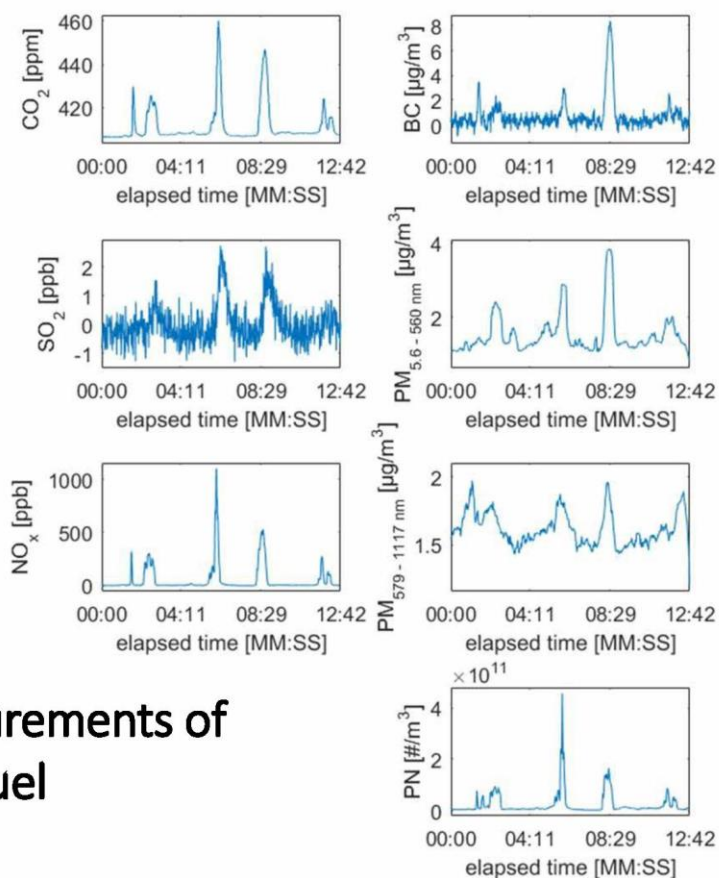 CO₂ [ppm]
460
440
420
00:00 04:11 08:29 12:42
elapsed time [MM:SS]
BC [µg/m³]
8
6
4
2
0
00:00 04:11 08:29 12:42
elapsed time [MM:SS]
SO₂ [ppb]
2
1
0
-1
00:00 04:11 08:29 12:42
elapsed time [MM:SS]
PM₅.₆ - ₅₆₀ nm [µg/m³]
4
2
00:00 04:11 08:29 12:42
elapsed time [MM:SS]
NOₓ [ppb]
1000
500
0
00:00 04:11 08:29 12:42
elapsed time [MM:SS]
PM₅₇₉ - ₁₁₁₇ nm [µg/m³]
2
1.5
00:00 04:11 08:29 12:42
elapsed time [MM:SS]
urements of
uel
× 10¹¹
PN [#/m³]
4
2
0
00:00 04:11 08:29 12:42
elapsed time [MM:SS]